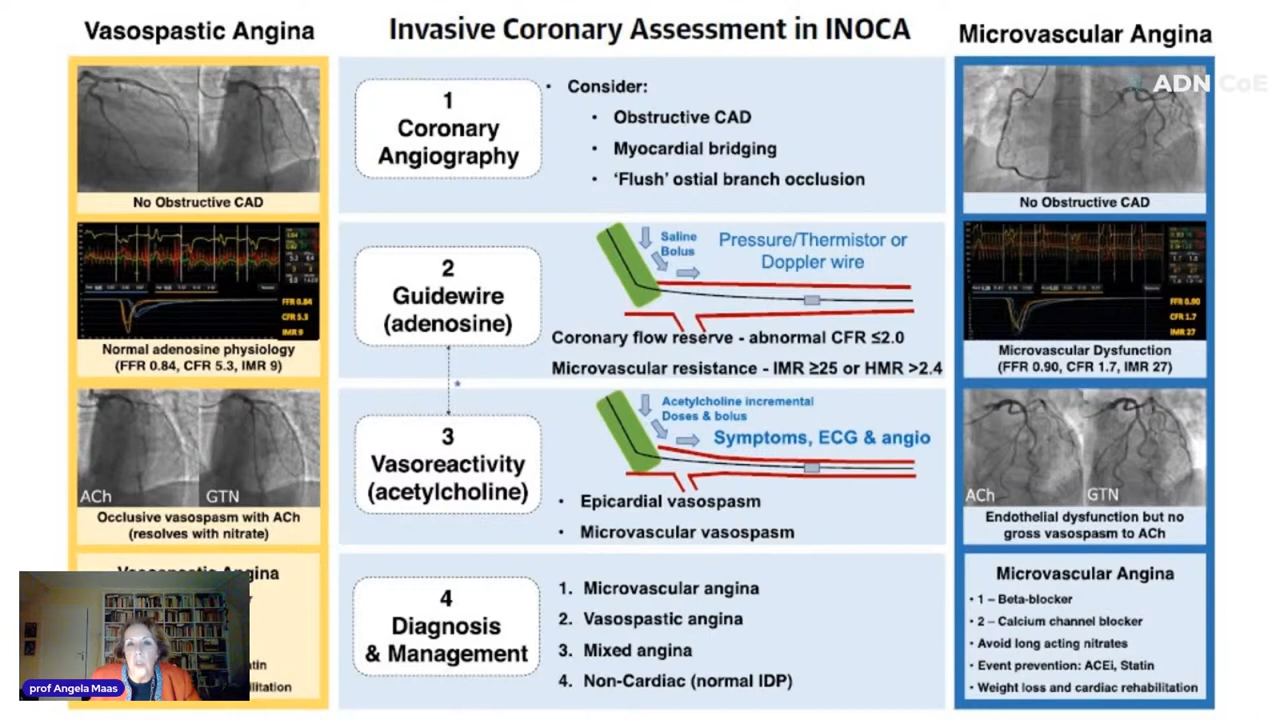 Vasospastic Angina
Invasive Coronary Assessment in INOCA
Microvascular Angina
ADN CoE
No Obstructive CAD
FFR 0.84
CFR 5.3
IMR 9
Normal adenosine physiology
(FFR 0.84, CFR 5.3, IMR 9)
ACh
GTN
Occlusive vasospasm with ACh
(resolves with nitrate)
Vasospastic Angina
prof Angela Maas
1
Coronary
Angiography
• Consider:
• Obstructive CAD
• Myocardial bridging
• ‘Flush’ ostial branch occlusion
2
Guidewire
(adenosine)
Saline
Bolus
Pressure/Thermistor or
Doppler wire
Coronary flow reserve - abnormal CFR ≤2.0
Microvascular resistance - IMR ≥25 or HMR >2.4
*
3
Vasoreactivity
(acetylcholine)
Acetylcholine incremental
Doses & bolus
Symptoms, ECG & angio
• Epicardial vasospasm
• Microvascular vasospasm
4
Diagnosis
& Management
1. Microvascular angina
2. Vasospastic angina
3. Mixed angina
4. Non-Cardiac (normal IDP)
No Obstructive CAD
FFR 0.90
CFR 1.7
IMR 27
Microvascular Dysfunction
(FFR 0.90, CFR 1.7, IMR 27)
ACh
GTN
Endothelial dysfunction but no
gross vasospasm to ACh
Microvascular Angina
• 1 – Beta-blocker
• 2 – Calcium channel blocker
• Avoid long acting nitrates
• Event prevention: ACEi, Statin
• Weight loss and cardiac rehabilitation